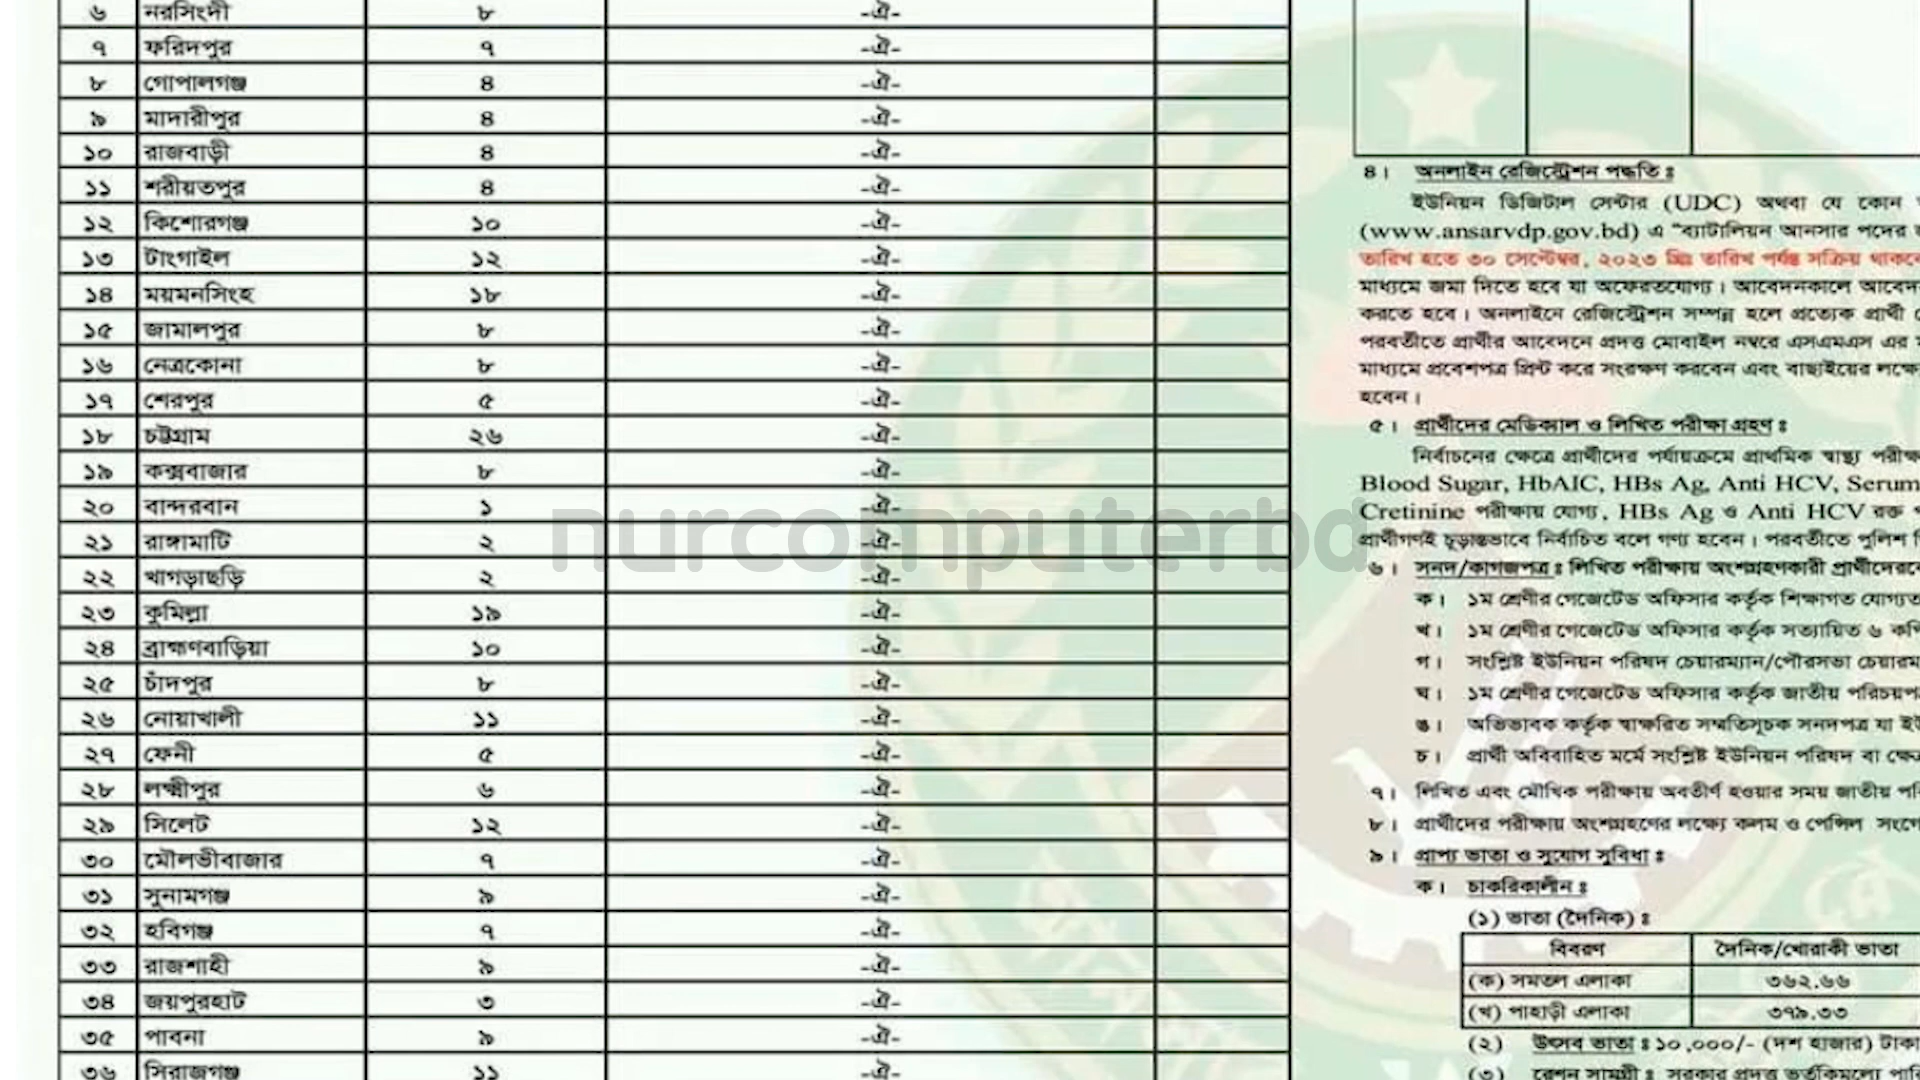 ৬ নরসিংদী ৮ -ঐ-
৭ ফরিদপুর ৭ -ঐ-
৮ গোপালগঞ্জ ৪ -ঐ-
৯ মাদারীপুর ৪ -ঐ-
১০ রাজবাড়ী ৪ -ঐ-
১১ শরীয়তপুর ৪ -ঐ-
১২ কিশোরগঞ্জ ১০ -ঐ-
১৩ টাংগাইল ১২ -ঐ-
১৪ ময়মনসিংহ ১৮ -ঐ-
১৫ জামালপুর ৮ -ঐ-
১৬ নেত্রকোনা ৮ -ঐ-
১৭ শেরপুর ৫ -ঐ-
১৮ চট্টগ্রাম ২৬ -ঐ-
১৯ কক্সবাজার ৮ -ঐ-
২০ বান্দরবান ১ -ঐ-
২১ রাঙ্গামাটি ২ -ঐ-
২২ খাগড়াছড়ি ২ -ঐ-
২৩ কুমিল্লা ১৯ -ঐ-
২৪ ব্রাহ্মণবাড়িয়া ১০ -ঐ-
২৫ চাঁদপুর ৮ -ঐ-
২৬ নোয়াখালী ১১ -ঐ-
২৭ ফেনী ৫ -ঐ-
২৮ লক্ষ্মীপুর ৬ -ঐ-
২৯ সিলেট ১২ -ঐ-
৩০ মৌলভীবাজার ৭ -ঐ-
৩১ সুনামগঞ্জ ৯ -ঐ-
৩২ হবিগঞ্জ ৭ -ঐ-
৩৩ রাজশাহী ৯ -ঐ-
৩৪ জয়পুরহাট ৩ -ঐ-
৩৫ পাবনা ৯ -ঐ-
৩৬ সিরাজগঞ্জ ১১ -ঐ-
nurcomputerbd
৪। অনলাইন রেজিস্ট্রেশন পদ্ধতি ঃ
ইউনিয়ন ডিজিটাল সেন্টার (UDC) অথবা যে কোন
(www.ansarvdp.gov.bd) এ "ব্যাটালিয়ন আনসার পদের
তারিখ হতে ৩০ সেপ্টেম্বর, ২০২৩ খ্রিঃ তারিখ পর্যন্ত সক্রিয় থাকবে
মাধ্যমে জমা দিতে হবে যা অফেরতযোগ্য। আবেদনকালে আবেদন
করতে হবে। অনলাইনে রেজিস্ট্রেশন সম্পন্ন হলে প্রত্যেক প্রার্থী
পরবর্তীতে প্রার্থীর আবেদনে প্রদত্ত মোবাইল নম্বরে এসএমএস এর
মাধ্যমে প্রবেশপত্র প্রিন্ট করে সংরক্ষণ করবেন এবং বাছাইয়ের লক্ষ্যে
হবেন।
৫। প্রার্থীদের মেডিক্যাল ও লিখিত পরীক্ষা গ্রহণ ঃ
নির্বাচনের ক্ষেত্রে প্রার্থীদের পর্যায়ক্রমে প্রাথমিক স্বাস্থ্য পরীক্ষ
Blood Sugar, HbAIC, HBs Ag, Anti HCV, Serum
Cretinine পরীক্ষায় যোগ্য, HBs Ag ও Anti HCV রক্ত
প্রার্থীগণই চূড়ান্তভাবে নির্বাচিত বলে গণ্য হবেন। পরবর্তীতে পুলিশ
৬। সনদ/কাগজপত্র ঃ লিখিত পরীক্ষায় অংশগ্রহণকারী প্রার্থীদেরকে
ক। ১ম শ্রেণীর গেজেটেড অফিসার কর্তৃক শিক্ষাগত যোগ্যত
খ। ১ম শ্রেণীর গেজেটেড অফিসার কর্তৃক সত্যায়িত ৬ কপি
গ। সংশ্লিষ্ট ইউনিয়ন পরিষদ চেয়ারম্যান/পৌরসভা চেয়ারম
ঘ। ১ম শ্রেণীর গেজেটেড অফিসার কর্তৃক জাতীয় পরিচয়প
ঙ। অভিভাবক কর্তৃক স্বাক্ষরিত সম্মতিসূচক সনদপত্র যা ইউ
চ। প্রার্থী অবিবাহিত মর্মে সংশ্লিষ্ট ইউনিয়ন পরিষদ বা ক্ষে
৭। লিখিত এবং মৌখিক পরীক্ষায় অবতীর্ণ হওয়ার সময় জাতীয় পরি
৮। প্রার্থীদের পরীক্ষায় অংশগ্রহণের লক্ষ্যে কলম ও পেন্সিল সংগে
৯। প্রাপ্য ভাতা ও সুযোগ সুবিধা ঃ
ক। চাকরিকালীন ঃ
(১) ভাতা (দৈনিক) ঃ
বিবরণ দৈনিক/খোরাকী ভাতা
(ক) সমতল এলাকা ৩৬২.৬৬
(খ) পাহাড়ী এলাকা ৩৭৯.৩৩
(২) উৎসব ভাতা ঃ ১০,০০০/- (দশ হাজার) টাকা
(৩) রেশন সামগ্রী ঃ সরকার প্রদত্ত ভর্তুকিমূল্যে